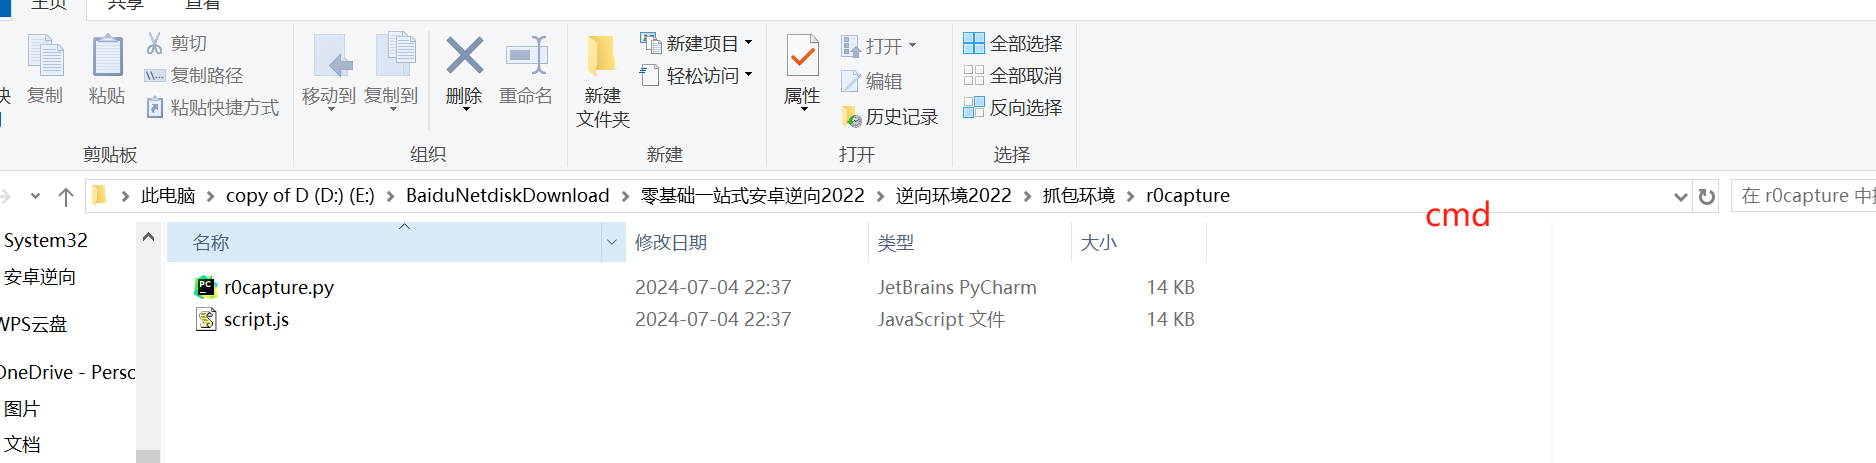 主页 共享 查看
剪切
复制路径
粘贴快捷方式
复制 粘贴
剪贴板
移动到 复制到 删除 重命名
组织
新建
文件夹
新建项目
轻松访问
新建
属性
打开
编辑
历史记录
打开
全部选择
全部取消
反向选择
选择
此电脑 copy of D (D:) (E:) BaiduNetdiskDownload 零基础一站式安卓逆向2022 逆向环境2022 抓包环境 r0capture
在 r0capture 中
cmd
名称 修改日期 类型 大小
r0capture.py 2024-07-04 22:37 JetBrains PyCharm 14 KB
script.js 2024-07-04 22:37 JavaScript 文件 14 KB
System32
安卓逆向
WPS云盘
OneDrive - Perso
图片
文档